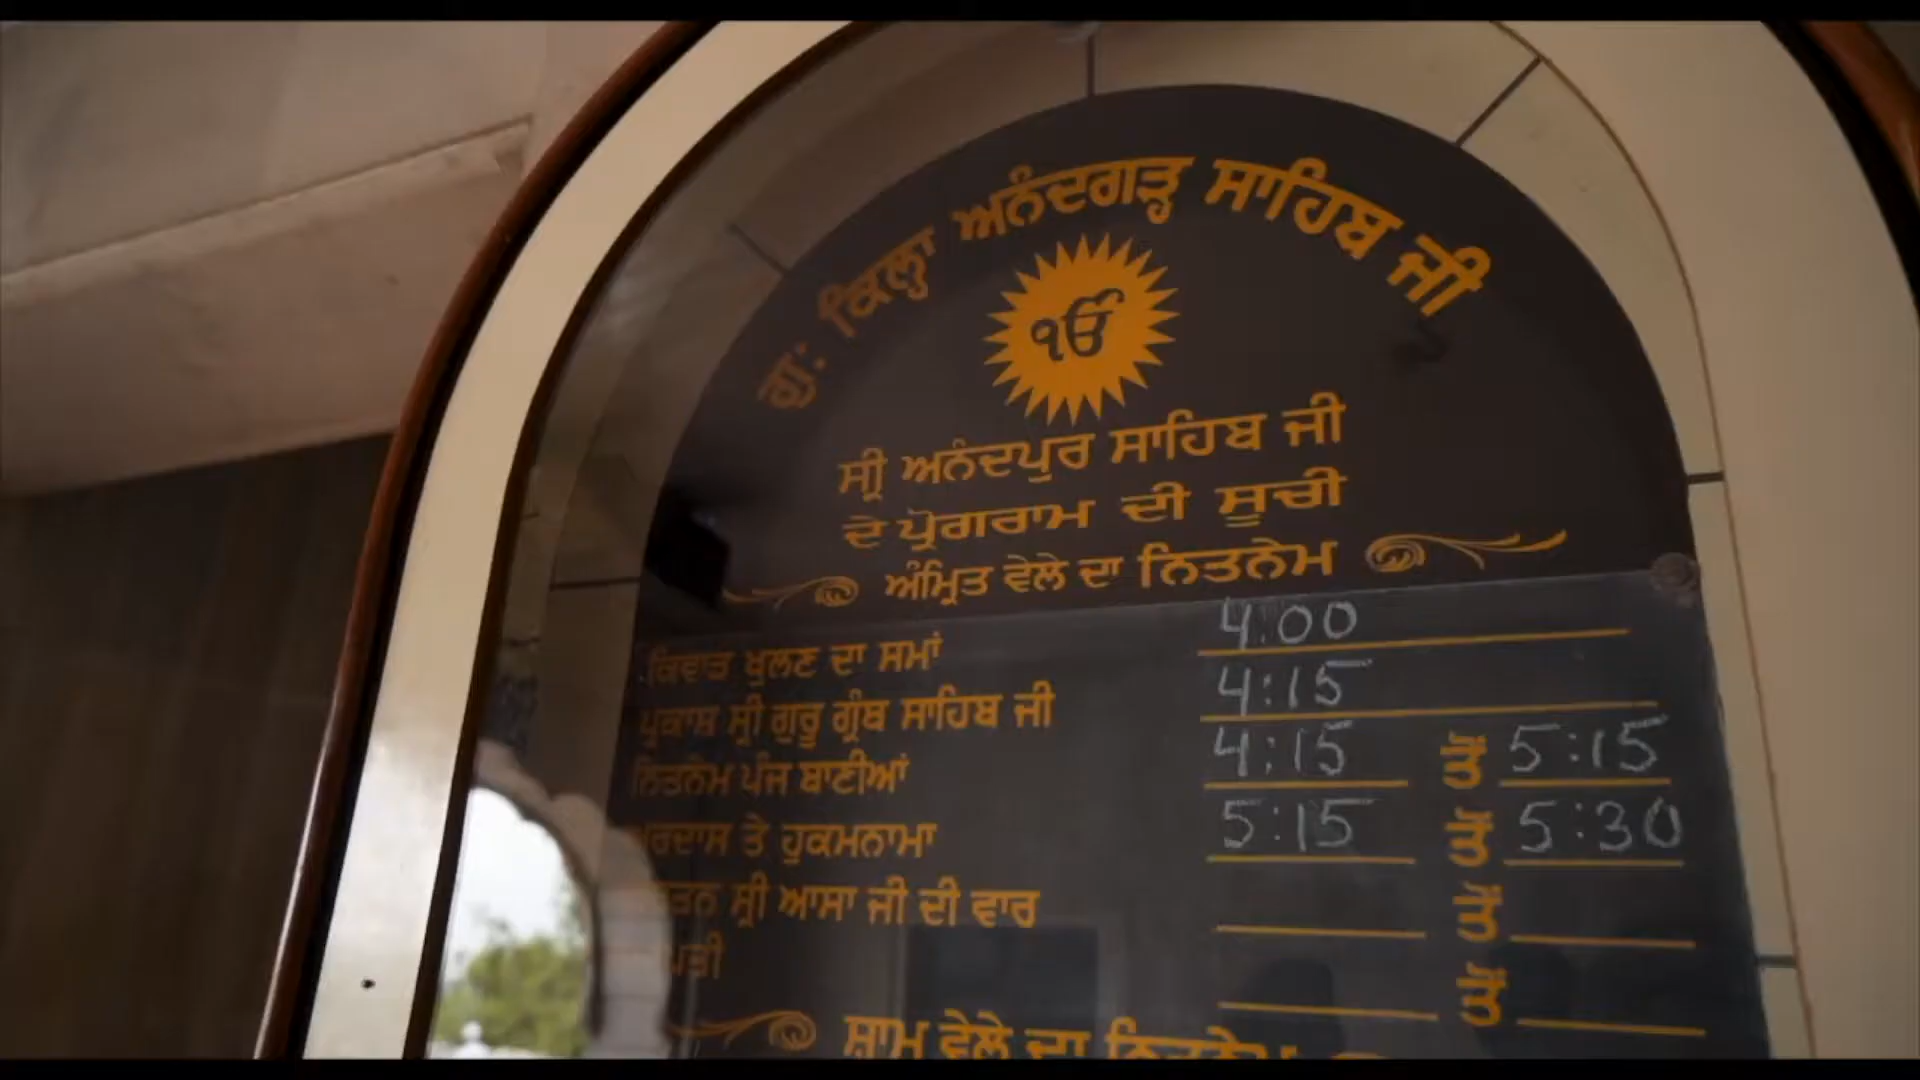 ਗੁ: ਕਿਲ੍ਹਾ ਅਨੰਦਗੜ੍ਹ ਸਾਹਿਬ ਜੀ
ੴ
ਸ੍ਰੀ ਅਨੰਦਪੁਰ ਸਾਹਿਬ ਜੀ
ਦੇ ਪ੍ਰੋਗਰਾਮ ਦੀ ਸੂਚੀ
ਅੰਮ੍ਰਿਤ ਵੇਲੇ ਦਾ ਨਿਤਨੇਮ
ਕਿਵਾੜ ਖੁਲਣ ਦਾ ਸਮਾਂ 4:00
ਪ੍ਰਕਾਸ਼ ਸ੍ਰੀ ਗੁਰੂ ਗ੍ਰੰਥ ਸਾਹਿਬ ਜੀ 4:15
ਨਿਤਨੇਮ ਪੰਜ ਬਾਣੀਆਂ 4:15 ਤੋਂ 5:15
ਅਰਦਾਸ ਤੇ ਹੁਕਮਨਾਮਾ 5:15 ਤੋਂ 5:30
ਸ੍ਰੀ ਆਸਾ ਜੀ ਦੀ ਵਾਰ ਤੋਂ
ਤੋਂ
ਸ਼ਾਮ ਵੇਲੇ ਦਾ ਨਿਤਨੇਮ